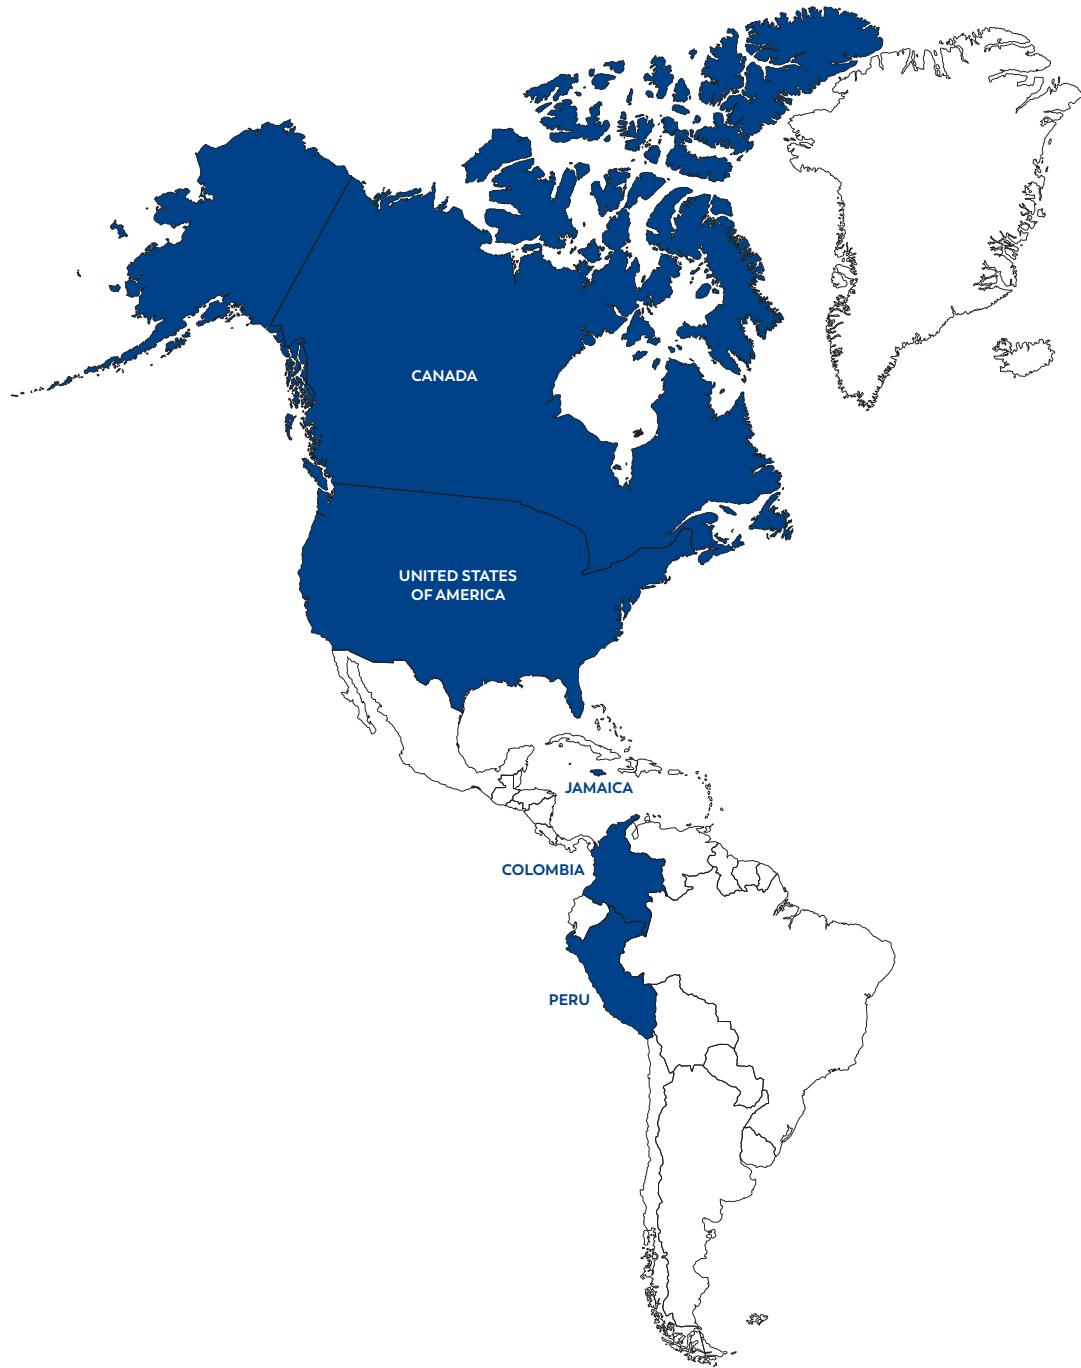 CANADA
UNITED STATES
OF AMERICA
JAMAICA
COLOMBIA
PERU